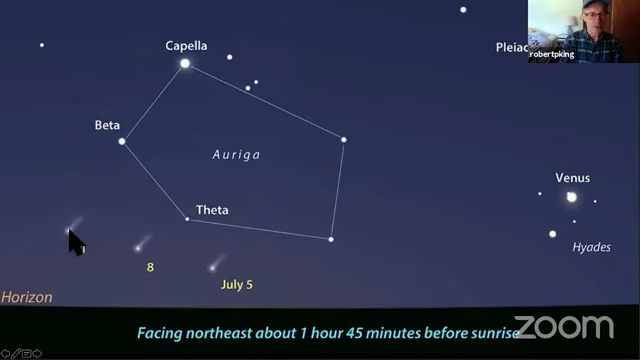 Capella
Pleiad
robertpking
Beta
Auriga
Venus
Theta
Hyades
8
July 5
Horizon
Facing northeast about 1 hour 45 minutes before sunrise
zoom